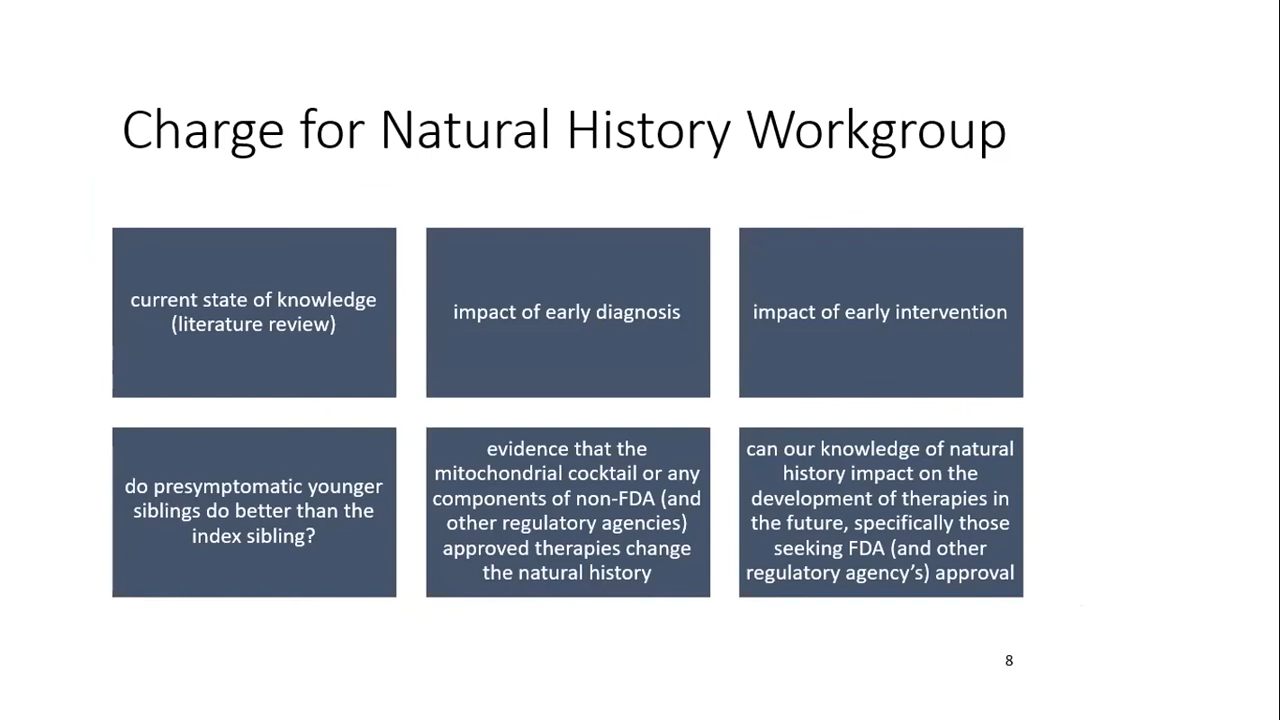 Charge for Natural History Workgroup
current state of knowledge
(literature review)
impact of early diagnosis
impact of early intervention
do presymptomatic younger
siblings do better than the
index sibling?
evidence that the
mitochondrial cocktail or any
components of non-FDA (and
other regulatory agencies)
approved therapies change
the natural history
can our knowledge of natural
history impact on the
development of therapies in
the future, specifically those
seeking FDA (and other
regulatory agency’s) approval
8